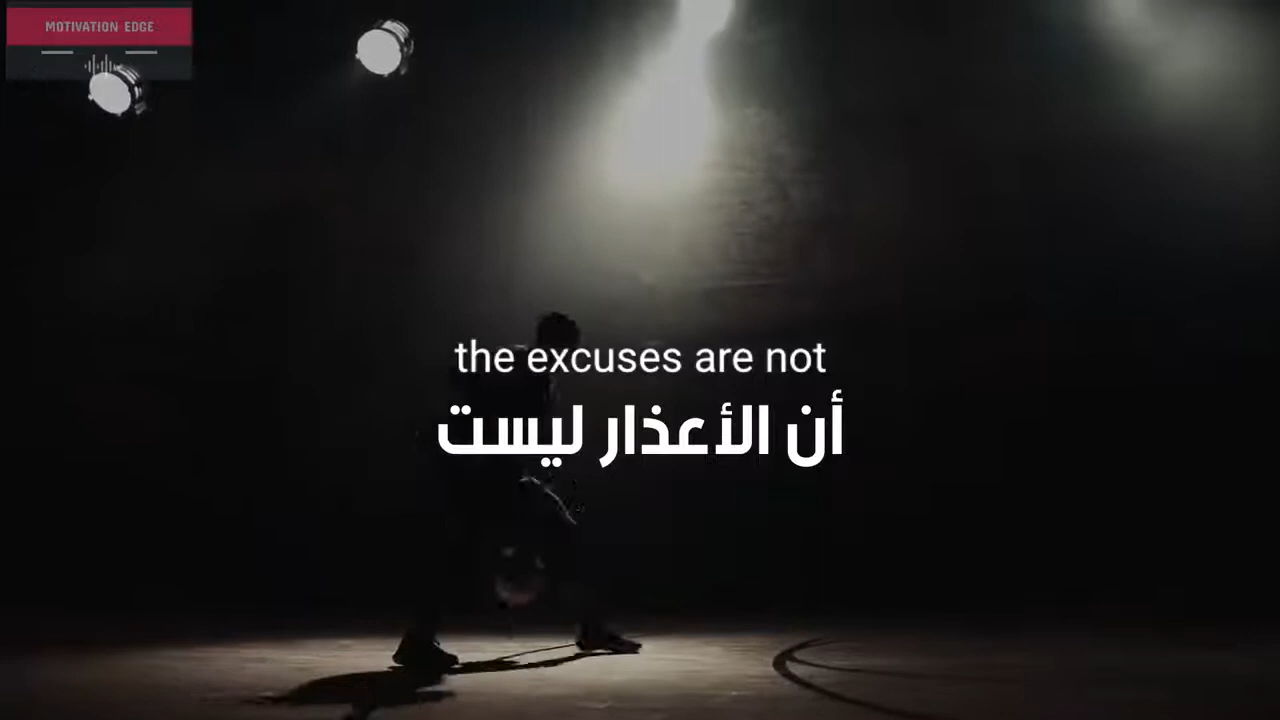 MOTIVATION EDGE
the excuses are not
أن الأعذار ليست